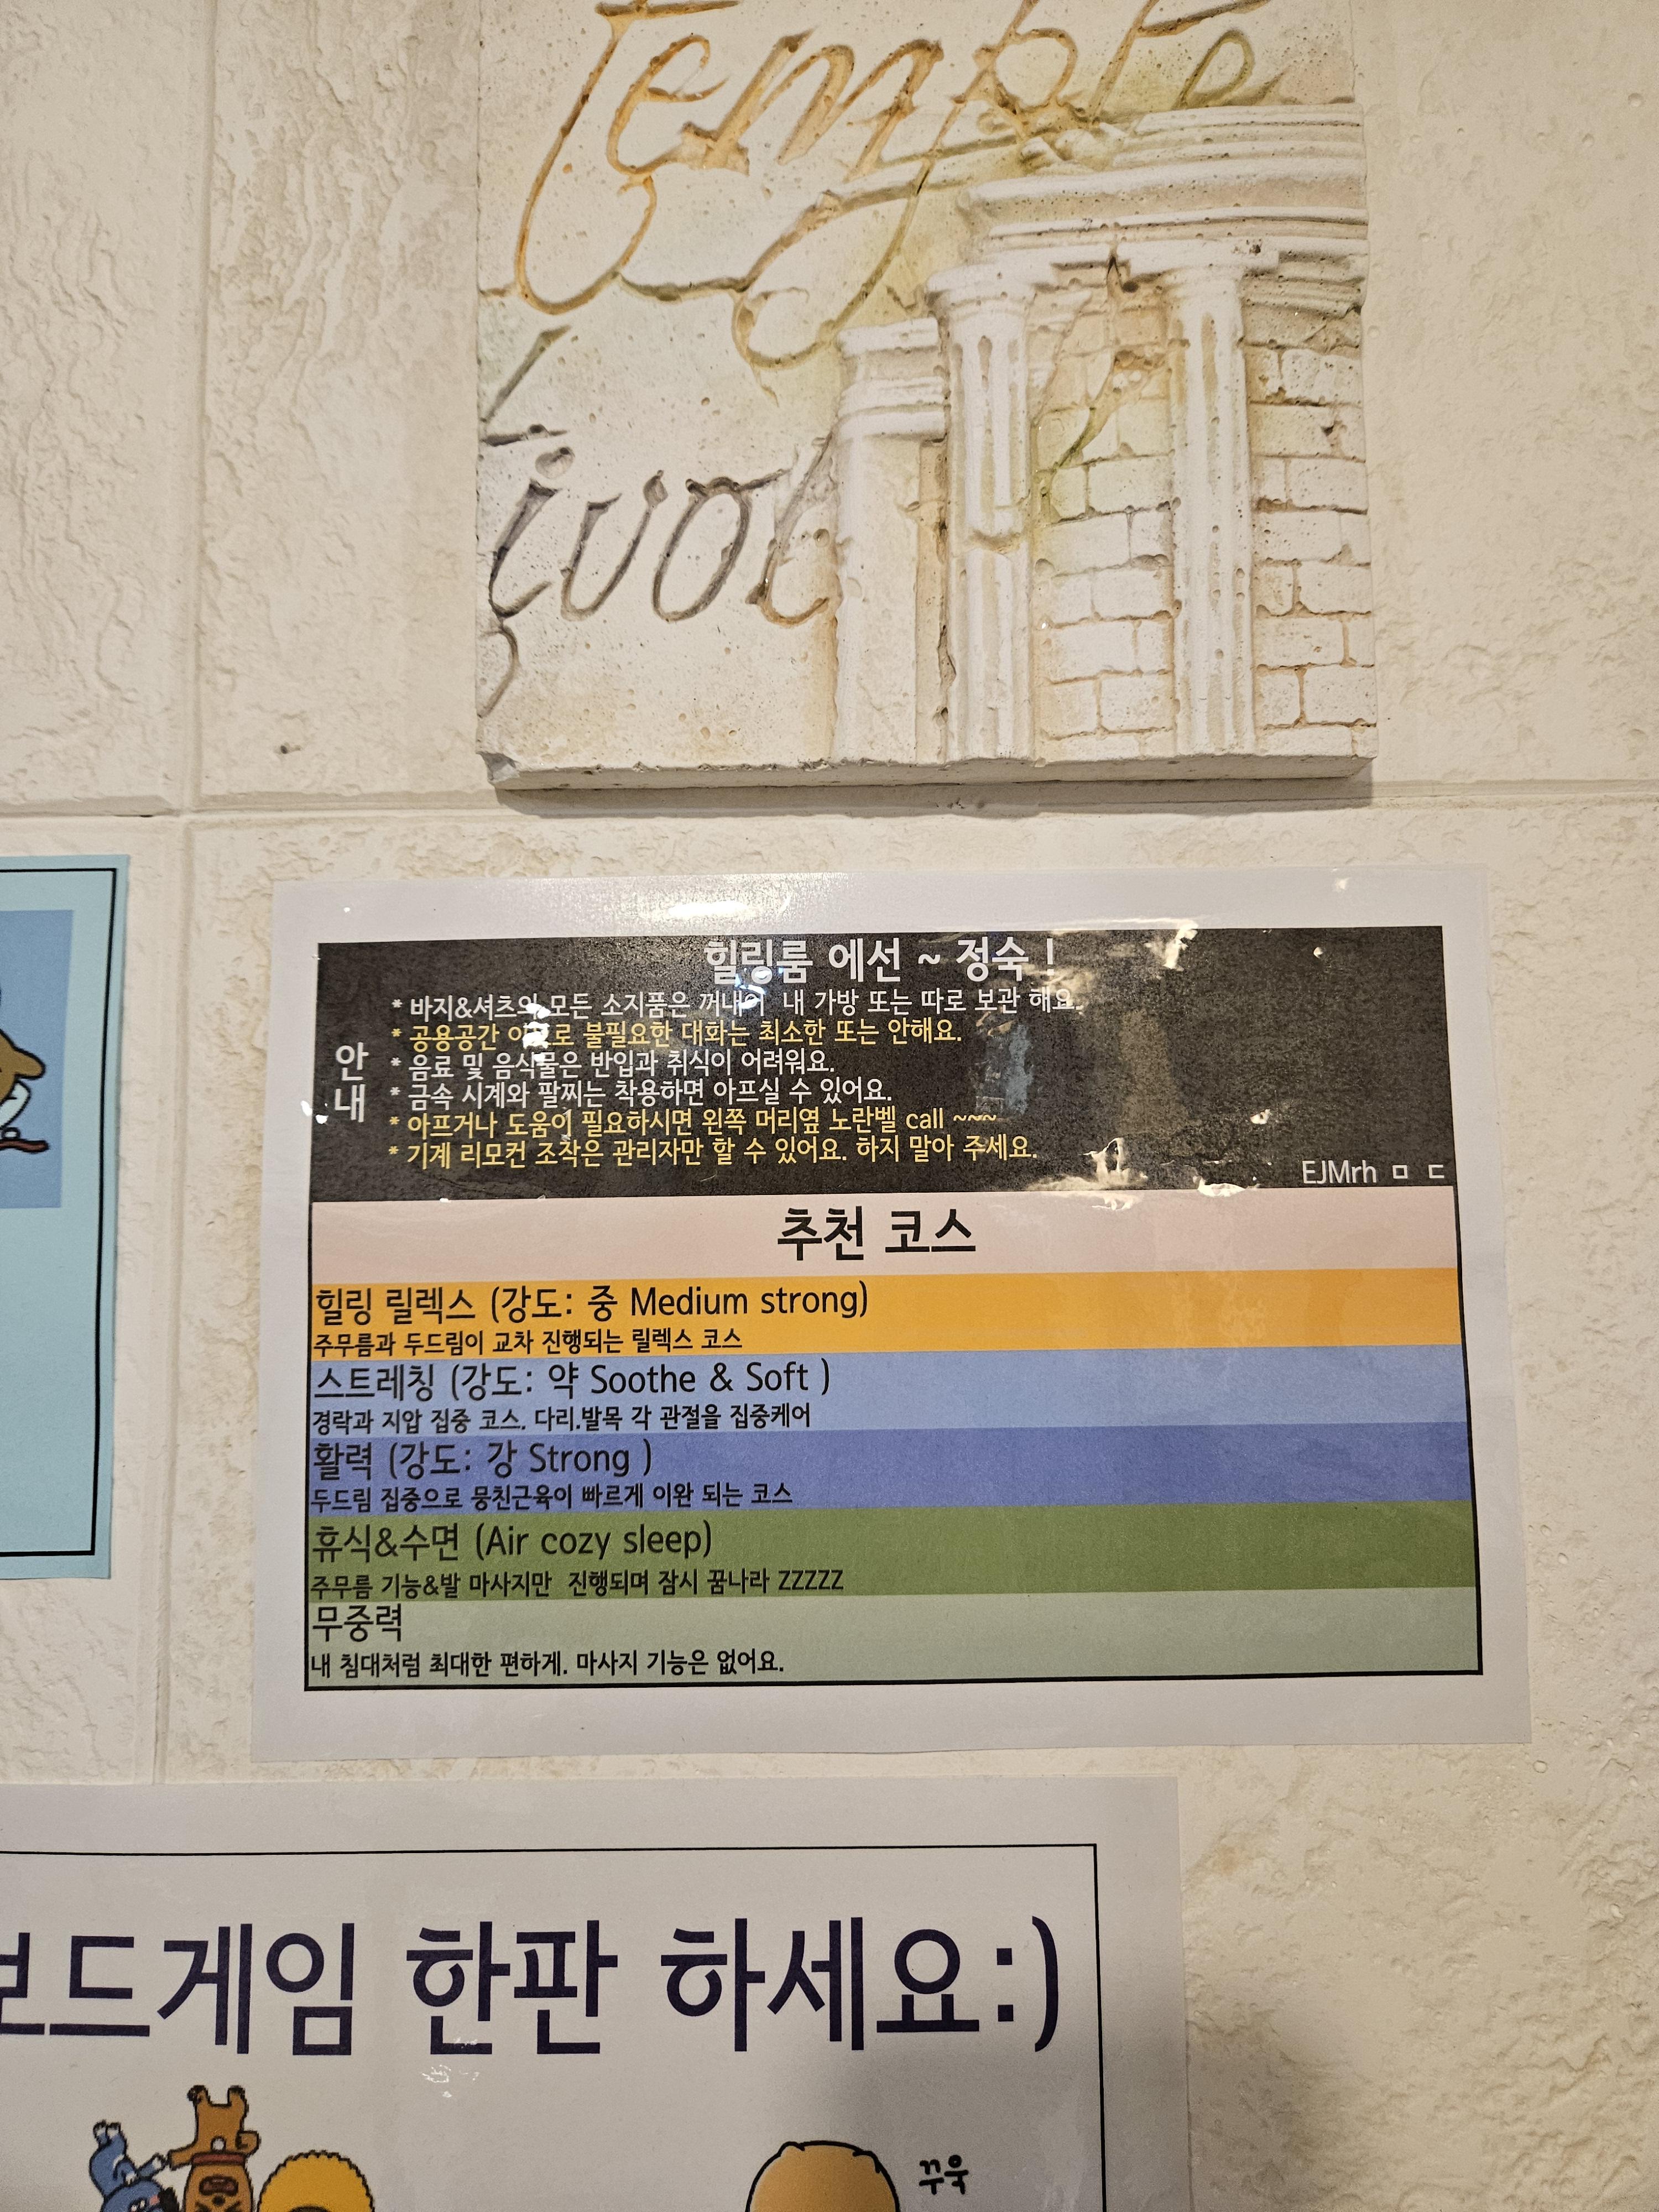 Temple
Tivoli
힐링룸 에선 ~ 정숙 !
안내
* 바지&셔츠의 모든 소지품은 꺼내어 내 가방 또는 따로 보관 해요.
* 공용공간 이므로 불필요한 대화는 최소한 또는 안해요.
* 음료 및 음식물은 반입과 취식이 어려워요.
* 금속 시계와 팔찌는 착용하면 아프실 수 있어요.
* 아프거나 도움이 필요하시면 왼쪽 머리옆 노란벨 call ~~~
* 기계 리모컨 조작은 관리자만 할 수 있어요. 하지 말아 주세요.
EJMrh ㅁ ㄷ
추천 코스
힐링 릴렉스 (강도: 중 Medium strong)
주무름과 두드림이 교차 진행되는 릴렉스 코스
스트레칭 (강도: 약 Soothe & Soft )
경락과 지압 집중 코스. 다리.발목 각 관절을 집중케어
활력 (강도: 강 Strong )
두드림 집중으로 뭉친근육이 빠르게 이완 되는 코스
휴식&수면 (Air cozy sleep)
주무름 기능&발 마사지만 진행되며 잠시 꿈나라 ZZZZZ
무중력
내 침대처럼 최대한 편하게. 마사지 기능은 없어요.
보드게임 한판 하세요:)
꾸욱